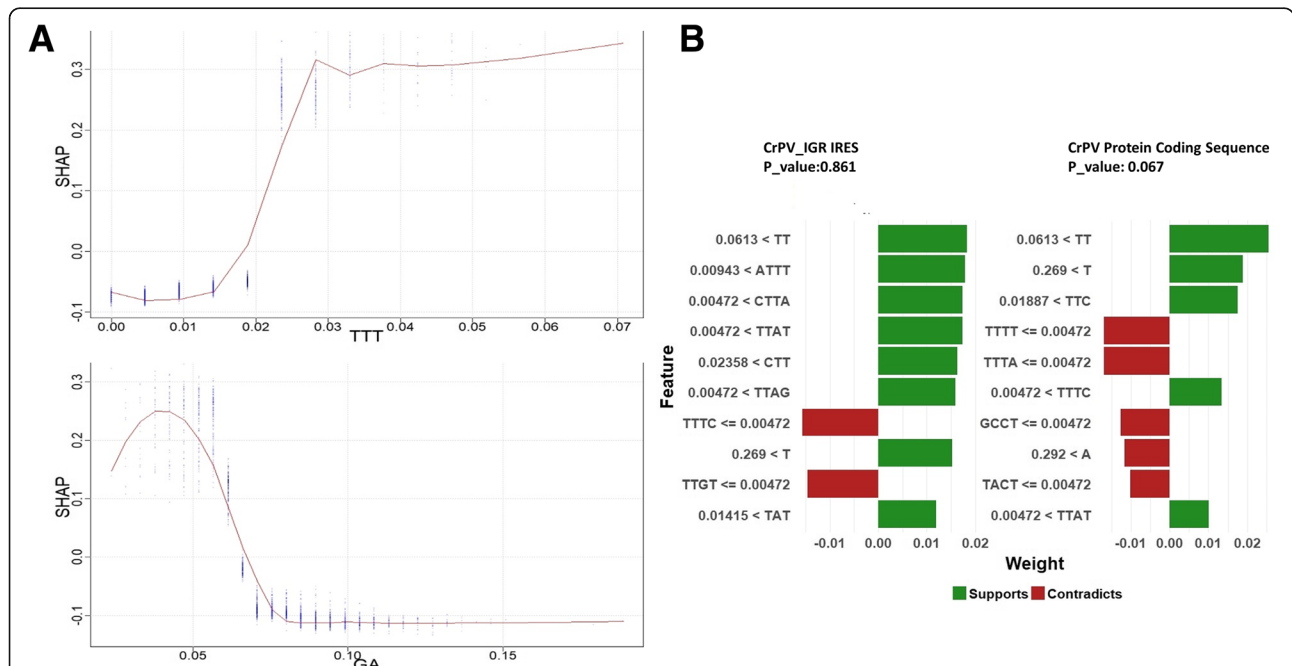 A
0.3
0.2
0.1
0.0
-0.1
SHAP
0.00 0.01 0.02 0.03 0.04 0.05 0.06 0.07
TTT
0.3
0.2
0.1
0.0
-0.1
SHAP
0.05 0.10 0.15
GA
B
CrPV_IGR IRES
P_value:0.861
Feature
0.0613 < TT
0.00943 < ATTT
0.00472 < CTTA
0.00472 < TTAT
0.02358 < CTT
0.00472 < TTAG
TTTC <= 0.00472
0.269 < T
TTGT <= 0.00472
0.01415 < TAT
-0.01 0.00 0.01 0.02
CrPV Protein Coding Sequence
P_value: 0.067
0.0613 < TT
0.269 < T
0.01887 < TTC
TTTT <= 0.00472
TTTA <= 0.00472
0.00472 < TTTC
GCCT <= 0.00472
0.292 < A
TACT <= 0.00472
0.00472 < TTAT
-0.01 0.00 0.01 0.02
Weight
Supports Contradicts